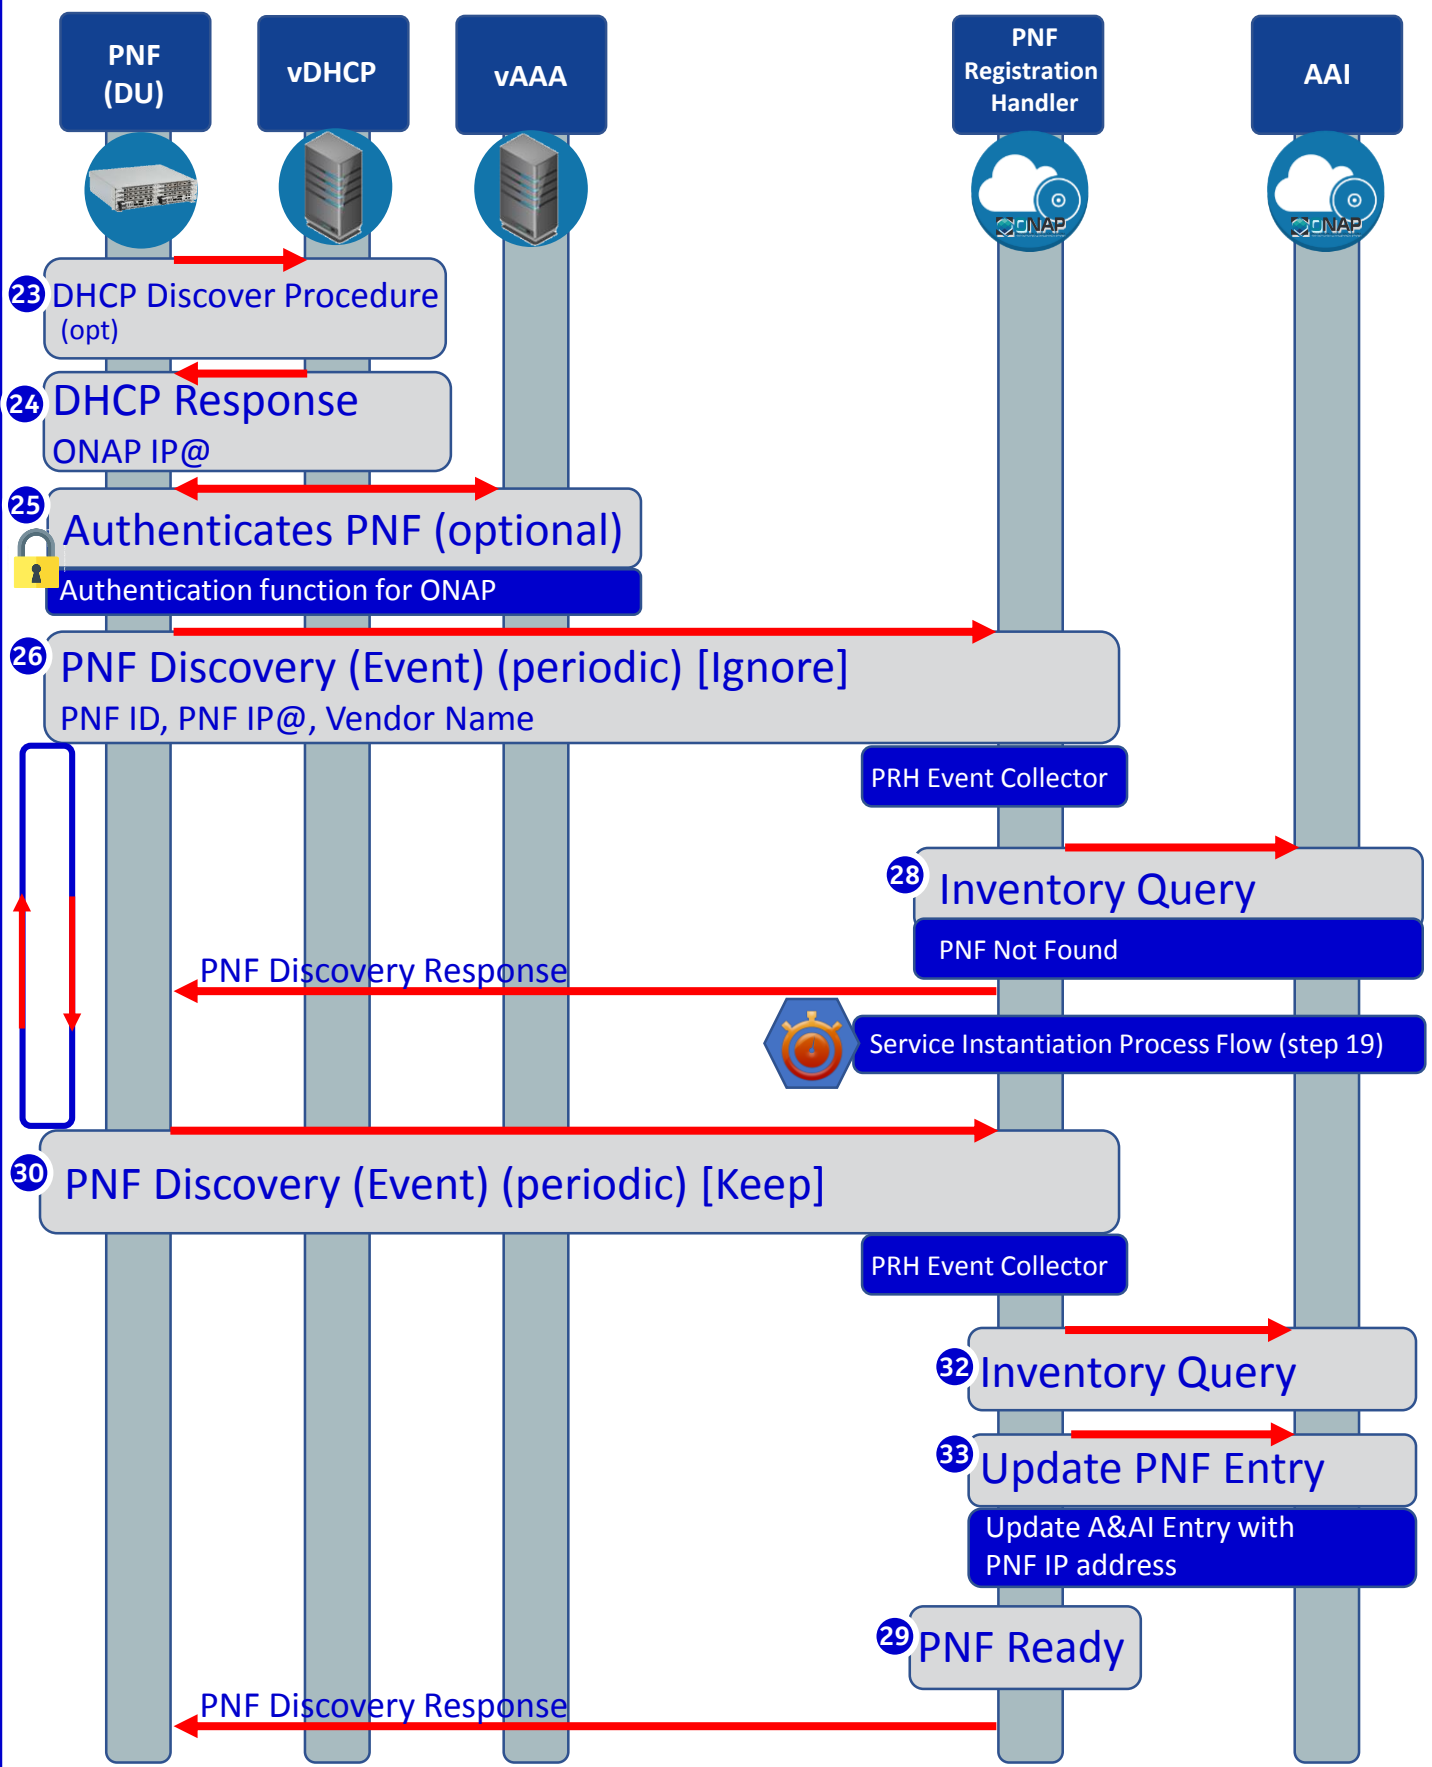 PNF
(DU)
vDHCP
vAAA
PNF
Registration
Handler
AAI
ONAP
ONAP
23
DHCP Discover Procedure
(opt)
24
DHCP Response
ONAP IP@
25
Authenticates PNF (optional)
Authentication function for ONAP
26
PNF Discovery (Event) (periodic) [Ignore]
PNF ID, PNF IP@, Vendor Name
PRH Event Collector
28
Inventory Query
PNF Not Found
PNF Discovery Response
Service Instantiation Process Flow (step 19)
30
PNF Discovery (Event) (periodic) [Keep]
PRH Event Collector
32
Inventory Query
33
Update PNF Entry
Update A&AI Entry with
PNF IP address
29
PNF Ready
PNF Discovery Response